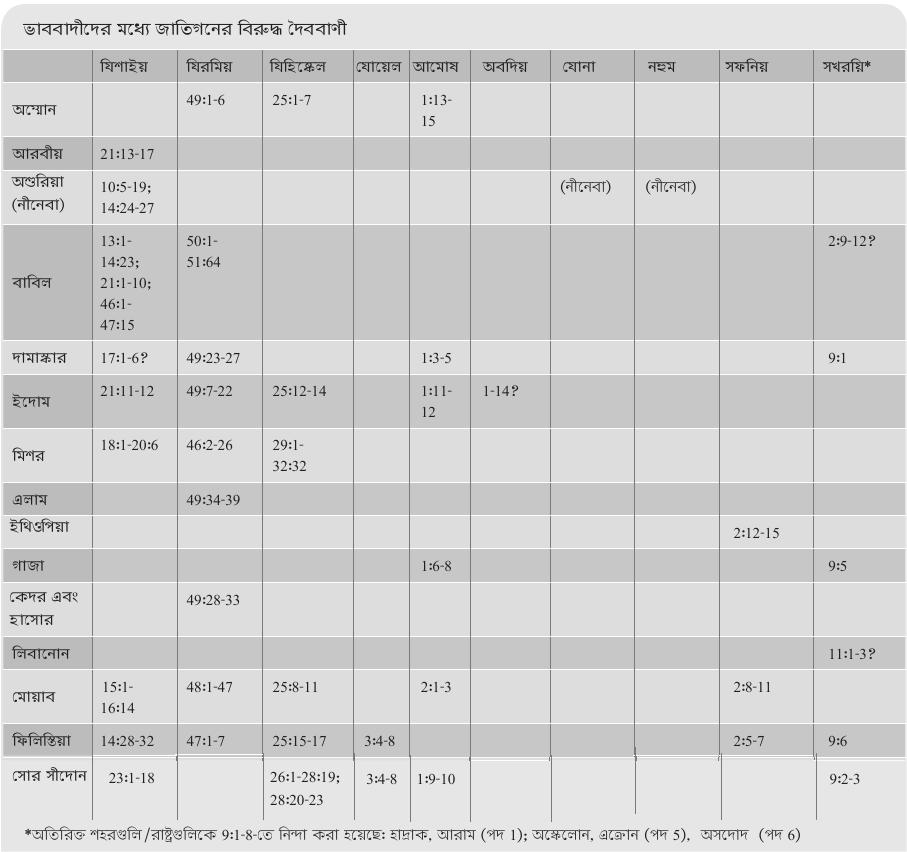 ভাববাদীদের মধ্যে জাতিগনের বিরুদ্ধ দৈববাণী
যিশাইয় যিরমিয় যিহিষ্কেল যোয়েল আমোষ অবদিয় যোনা নহূম সফনিয় সখরয়ি*
অম্মোন 49:1-6 25:1-7 1:13-
15
আরবীয় 21:13-17
অশুরিয়া 10:5-19; (নীনেবা) (নীনেবা)
(নীনেবা) 14:24-27
13:1- 50:1- 2:9-12?
14:23; 51:64
বাবিল 21:1-10;
46:1-
47:15
দামাস্কার 17:1-6? 49:23-27 1:3-5 9:1
ইদোম 21:11-12 49:7-22 25:12-14 1:11- 1-14?
12
মিশর 18:1-20:6 46:2-26 29:1-
32:32
এলাম 49:34-39
ইথিওপিয়া 2:12-15
গাজা 1:6-8 9:5
কেদর এবং 49:28-33
হাসোর
লিবানোন 11:1-3?
মোয়াব 15:1- 48:1-47 25:8-11 2:1-3 2:8-11
16:14
ফিলিস্তিয়া 14:28-32 47:1-7 25:15-17 3:4-8 2:5-7 9:6
সোর সীদোন 23:1-18 26:1-28:19; 3:4-8 1:9-10 9:2-3
28:20-23
*অতিরিক্ত শহরগুলি/রাষ্ট্রগুলিকে 9:1-8-তে নিন্দা করা হয়েছে: হাদ্রাক, আরাম (পদ 1); অস্কেলোন, এক্রোন (পদ 5), অসদোদ (পদ 6)